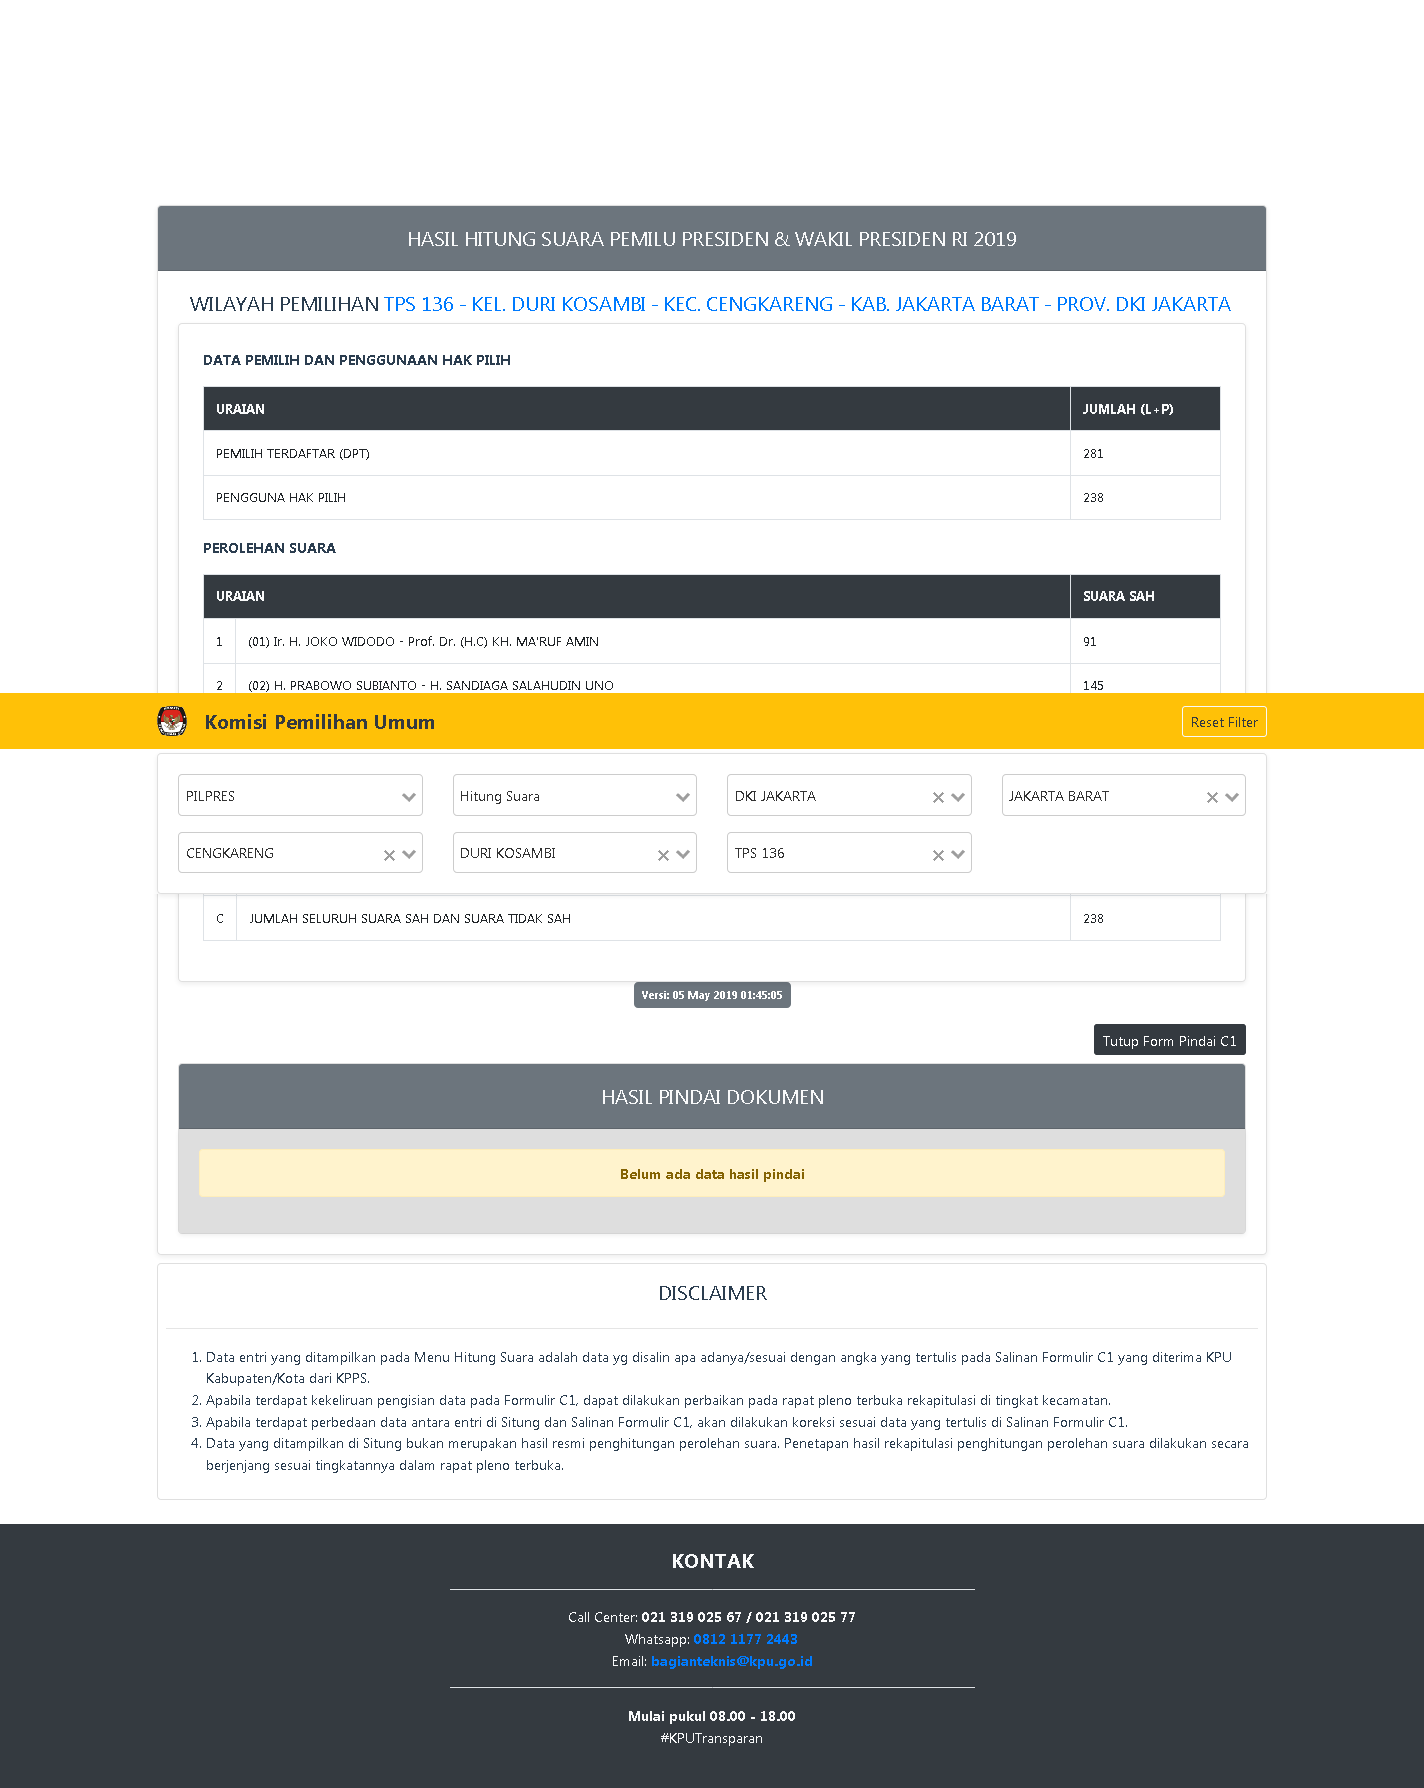 HASIL HITUNG SUARA PEMILU PRESIDEN & WAKIL PRESIDEN RI 2019
WILAYAH PEMILIHAN TPS 136 - KEL. DURI KOSAMBI - KEC. CENGKARENG - KAB. JAKARTA BARAT - PROV. DKI JAKARTA
DATA PEMILIH DAN PENGGUNAAN HAK PILIH
URAIAN JUMLAH (L+P)
PEMILIH TERDAFTAR (DPT) 281
PENGGUNA HAK PILIH 238
PEROLEHAN SUARA
URAIAN SUARA SAH
1 (01) Ir. H. JOKO WIDODO - Prof. Dr. (H.C) KH. MA'RUF AMIN 91
2 (02) H. PRABOWO SUBIANTO - H. SANDIAGA SALAHUDIN UNO 145
Komisi Pemilihan Umum Reset Filter
PILPRES Hitung Suara DKI JAKARTA JAKARTA BARAT
CENGKARENG DURI KOSAMBI TPS 136
C JUMLAH SELURUH SUARA SAH DAN SUARA TIDAK SAH 238
Versi: 05 May 2019 01:45:05
Tutup Form Pindai C1
HASIL PINDAI DOKUMEN
Belum ada data hasil pindai
DISCLAIMER
1. Data entri yang ditampilkan pada Menu Hitung Suara adalah data yg disalin apa adanya/sesuai dengan angka yang tertulis pada Salinan Formulir C1 yang diterima KPU
Kabupaten/Kota dari KPPS.
2. Apabila terdapat kekeliruan pengisian data pada Formulir C1, dapat dilakukan perbaikan pada rapat pleno terbuka rekapitulasi di tingkat kecamatan.
3. Apabila terdapat perbedaan data antara entri di Situng dan Salinan Formulir C1, akan dilakukan koreksi sesuai data yang tertulis di Salinan Formulir C1.
4. Data yang ditampilkan di Situng bukan merupakan hasil resmi penghitungan perolehan suara. Penetapan hasil rekapitulasi penghitungan perolehan suara dilakukan secara
berjenjang sesuai tingkatannya dalam rapat pleno terbuka.
KONTAK
Call Center: 021 319 025 67 / 021 319 025 77
Whatsapp: 0812 1177 2443
Email: bagianteknis@kpu.go.id
Mulai pukul 08.00 - 18.00
#KPUTransparan